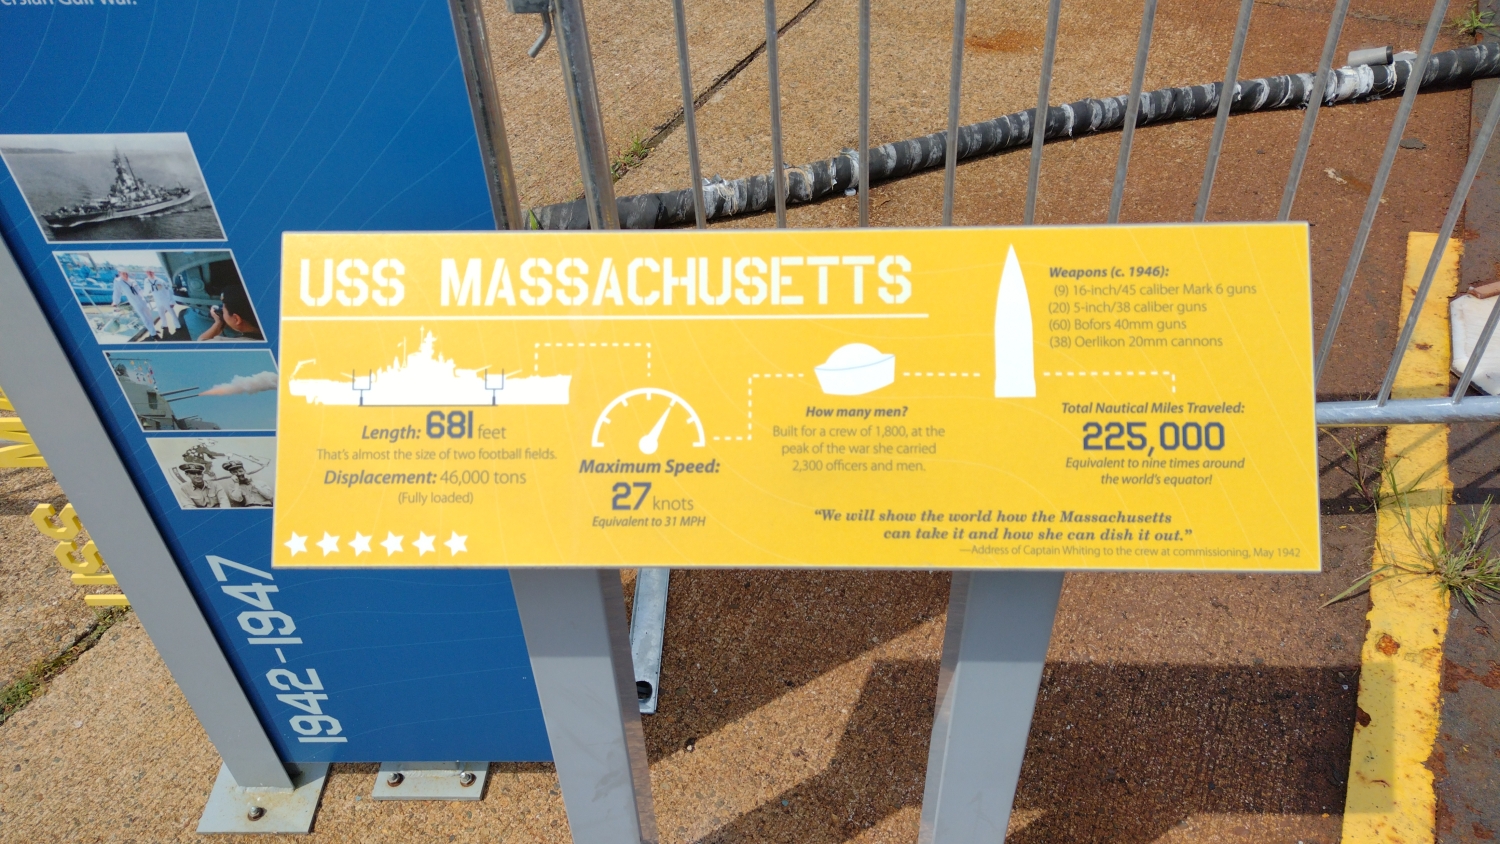 Gulf War.
USS MASSACHUSETTS
Length: 681 feet
That's almost the size of two football fields.
Displacement: 46,000 tons
(Fully loaded)
Maximum Speed:
27 knots
Equivalent to 31 MPH
How many men?
Built for a crew of 1,800, at the
peak of the war she carried
2,300 officers and men.
Weapons (c. 1946):
(9) 16-inch/45 caliber Mark 6 guns
(20) 5-inch/38 caliber guns
(60) Bofors 40mm guns
(38) Oerlikon 20mm cannons
Total Nautical Miles Traveled:
225,000
Equivalent to nine times around
the world's equator!
“We will show the world how the Massachusetts
can take it and how she can dish it out.”
—Address of Captain Whiting to the crew at commissioning, May 1942
1942-1947